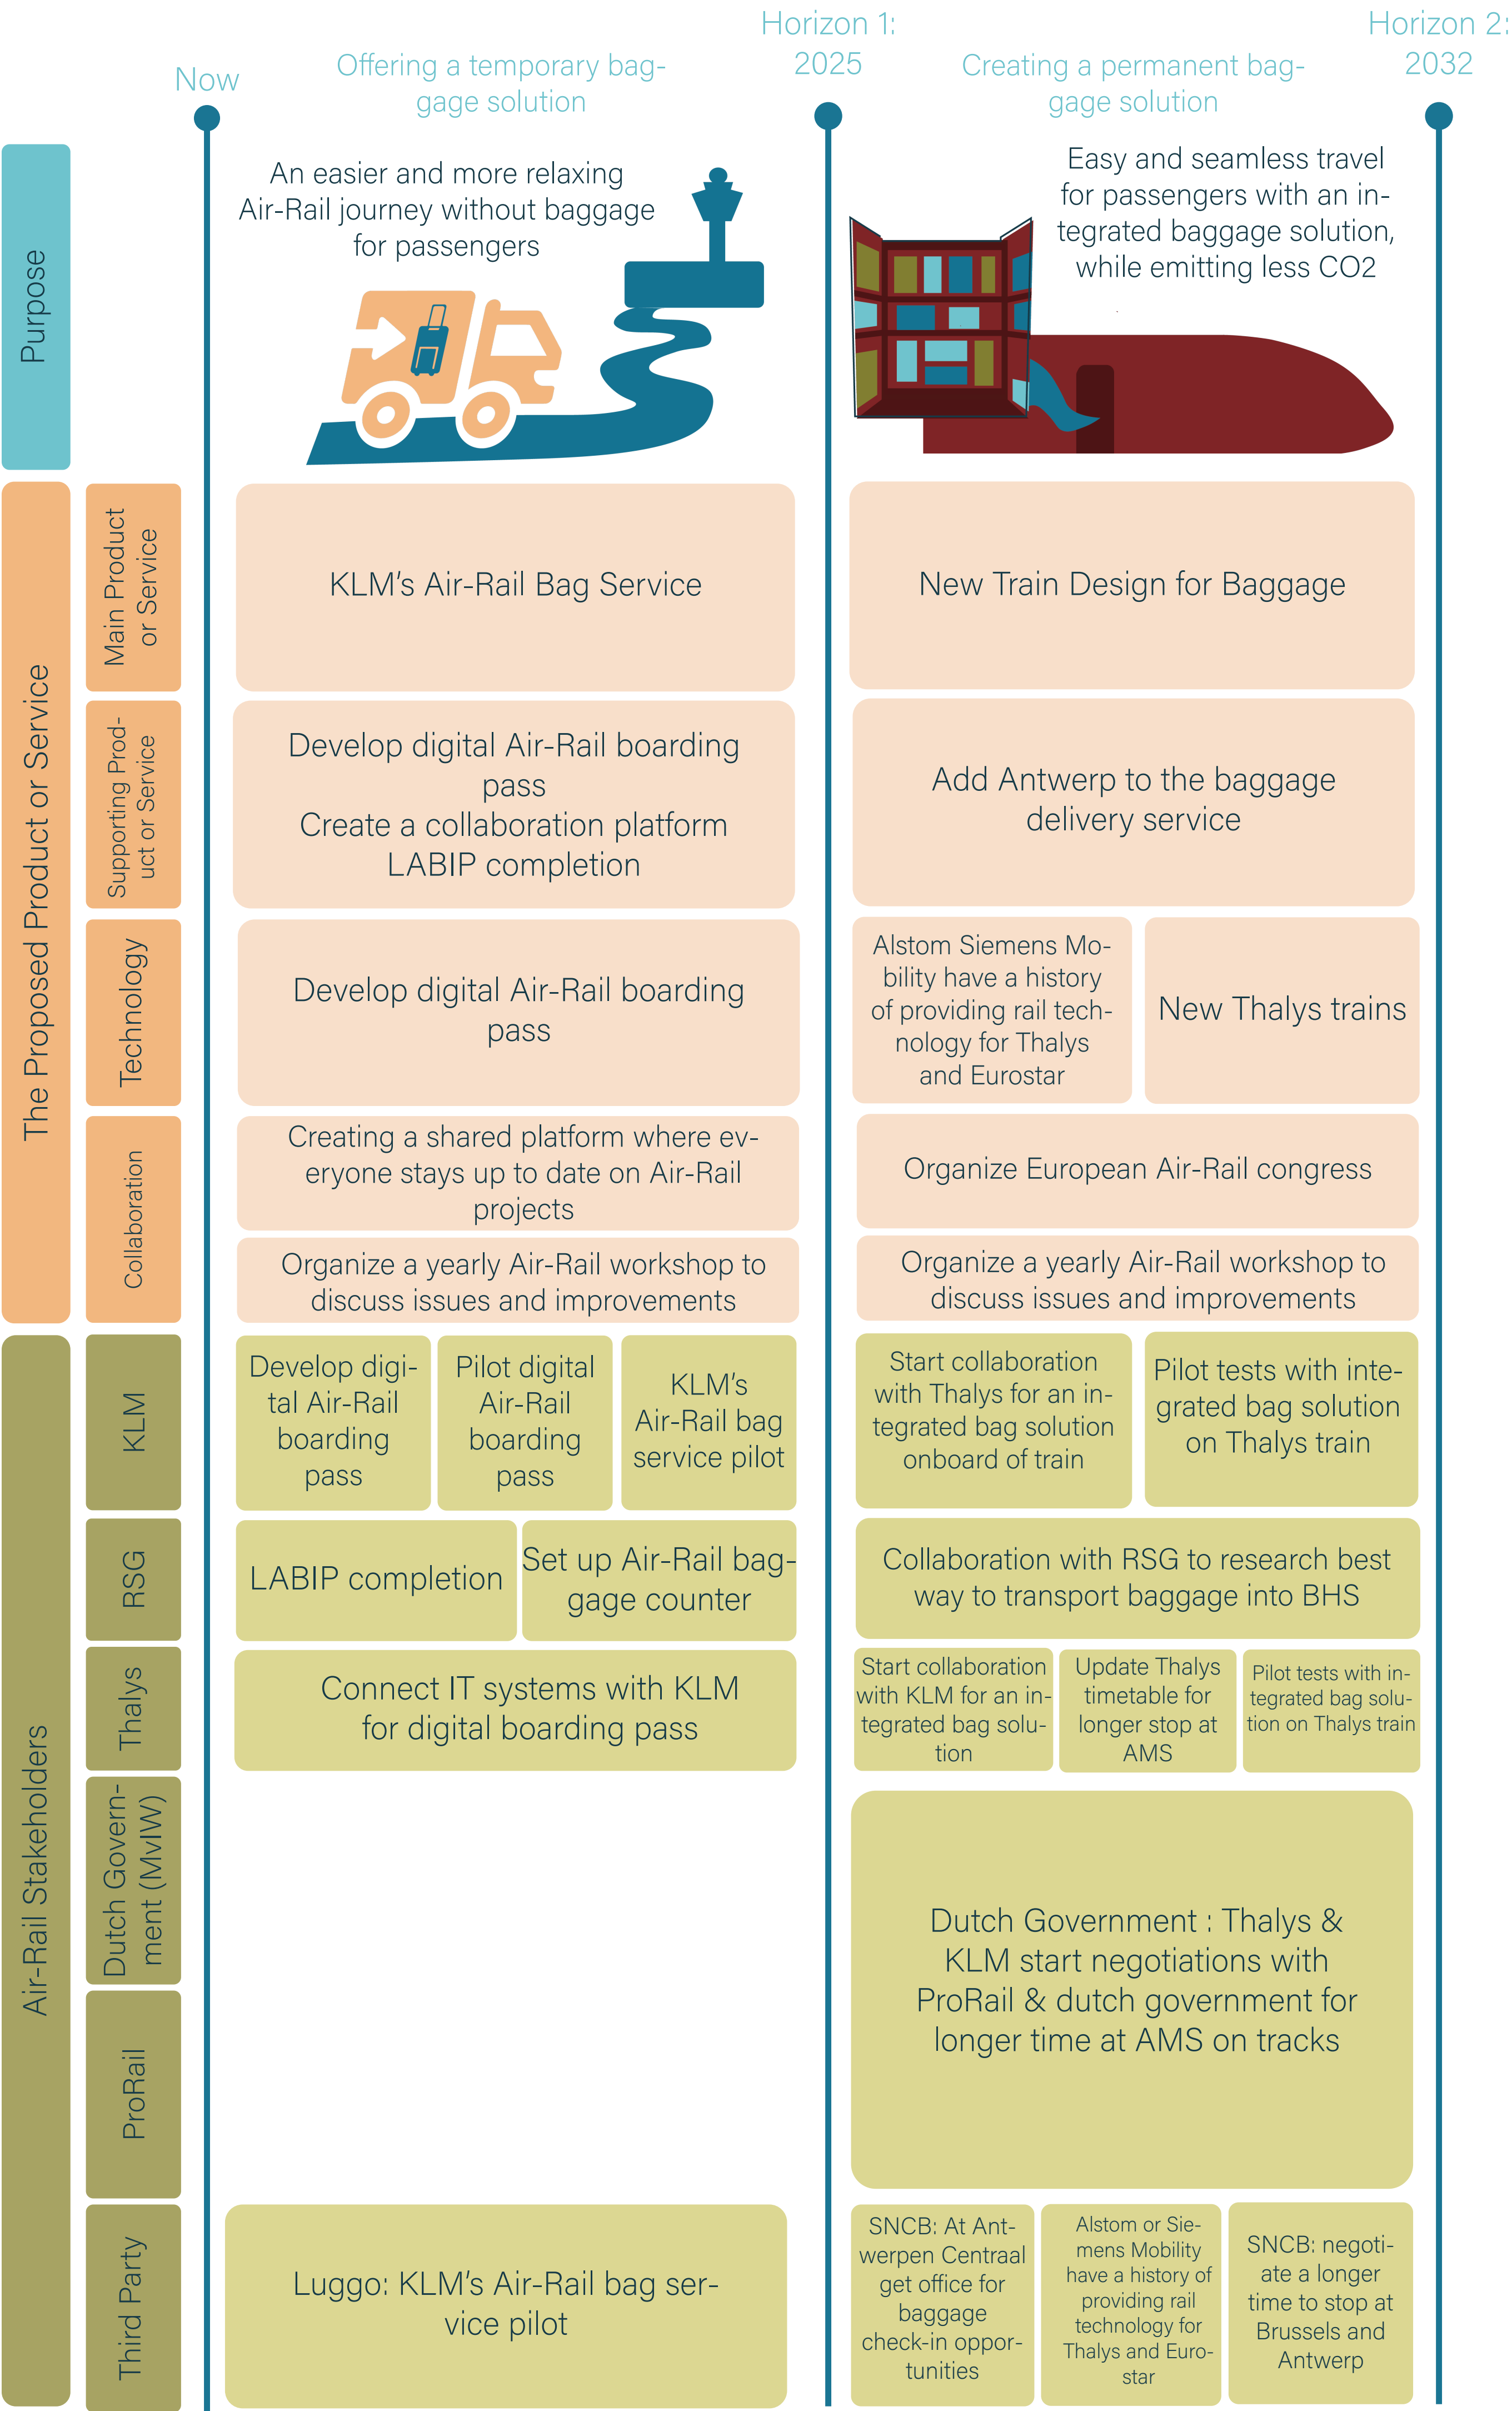 Now
Offering a temporary bag-
gage solution
Horizon 1:
2025
Creating a permanent bag-
gage solution
Horizon 2:
2032
Purpose
An easier and more relaxing
Air-Rail journey without baggage
for passengers
Easy and seamless travel
for passengers with an in-
tegrated baggage solution,
while emitting less CO2
The Proposed Product or Service
Main Product
or Service
KLM's Air-Rail Bag Service
New Train Design for Baggage
Supporting Prod-
uct or Service
Develop digital Air-Rail boarding
pass
Create a collaboration platform
LABIP completion
Add Antwerp to the baggage
delivery service
Technology
Develop digital Air-Rail boarding
pass
Alstom Siemens Mo-
bility have a history
of providing rail tech-
nology for Thalys
and Eurostar
New Thalys trains
Collaboration
Creating a shared platform where ev-
eryone stays up to date on Air-Rail
projects
Organize European Air-Rail congress
Organize a yearly Air-Rail workshop to
discuss issues and improvements
Organize a yearly Air-Rail workshop to
discuss issues and improvements
Air-Rail Stakeholders
KLM
Develop digi-
tal Air-Rail
boarding
pass
Pilot digital
Air-Rail
boarding
pass
KLM's
Air-Rail bag
service pilot
Start collaboration
with Thalys for an in-
tegrated bag solution
onboard of train
Pilot tests with inte-
grated bag solution
on Thalys train
RSG
LABIP completion
Set up Air-Rail bag-
gage counter
Collaboration with RSG to research best
way to transport baggage into BHS
Thalys
Connect IT systems with KLM
for digital boarding pass
Start collaboration
with KLM for an in-
tegrated bag solu-
tion
Update Thalys
timetable for
longer stop at
AMS
Pilot tests with in-
tegrated bag solu-
tion on Thalys train
Dutch Govern-
ment (MvIW)
ProRail
Dutch Government : Thalys &
KLM start negotiations with
ProRail & dutch government for
longer time at AMS on tracks
Third Party
Luggo: KLM's Air-Rail bag ser-
vice pilot
SNCB: At Ant-
werpen Centraal
get office for
baggage
check-in oppor-
tunities
Alstom or Sie-
mens Mobility
have a history of
providing rail
technology for
Thalys and Euro-
star
SNCB: negoti-
ate a longer
time to stop at
Brussels and
Antwerp